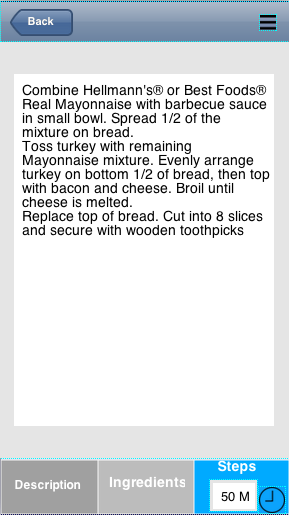 Back
Combine Hellmann's® or Best Foods®
Real Mayonnaise with barbecue sauce
in small bowl. Spread 1/2 of the
mixture on bread.
Toss turkey with remaining
Mayonnaise mixture. Evenly arrange
turkey on bottom 1/2 of bread, then top
with bacon and cheese. Broil until
cheese is melted.
Replace top of bread. Cut into 8 slices
and secure with wooden toothpicks
Description
Ingredients
Steps
50 M